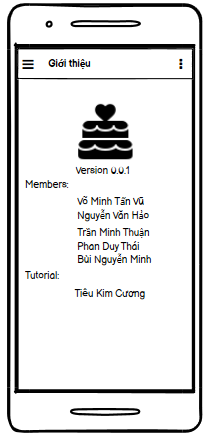 Giới thiệu
Version 0.0.1
Members:
Võ Minh Tấn Vũ
Nguyễn Văn Hảo
Trần Minh Thuận
Phan Duy Thái
Bùi Nguyễn Minh
Tutorial:
Tiêu Kim Cương